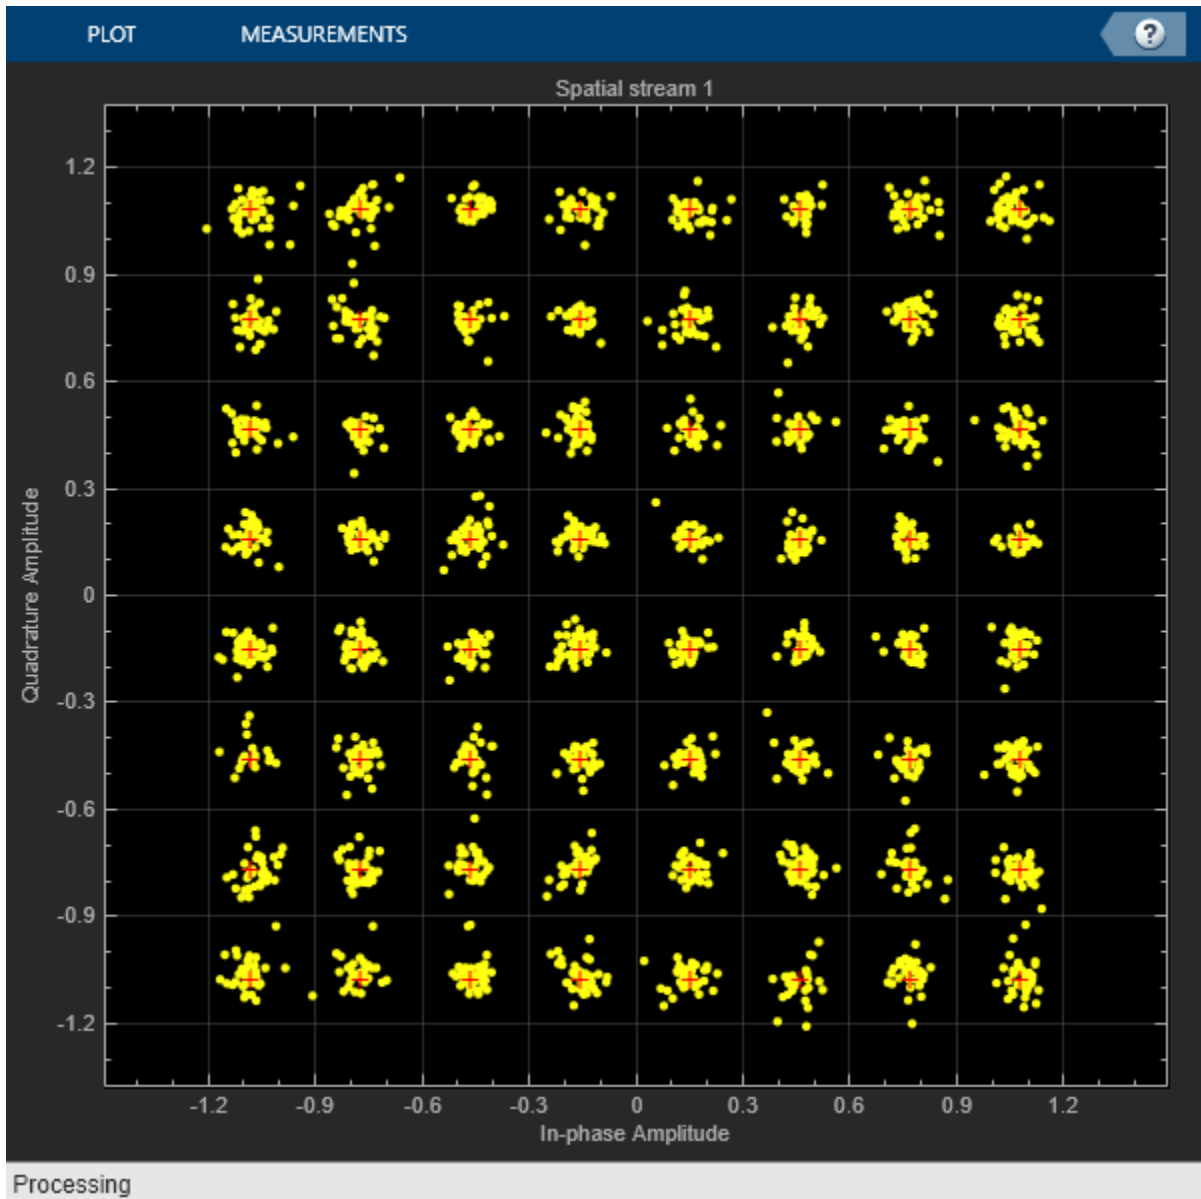 PLOT MEASUREMENTS ?
Spatial stream 1
1.2
0.9
0.6
0.3
0
-0.3
-0.6
-0.9
-1.2
Quadrature Amplitude
-1.2 -0.9 -0.6 -0.3 0 0.3 0.6 0.9 1.2
In-phase Amplitude
Processing